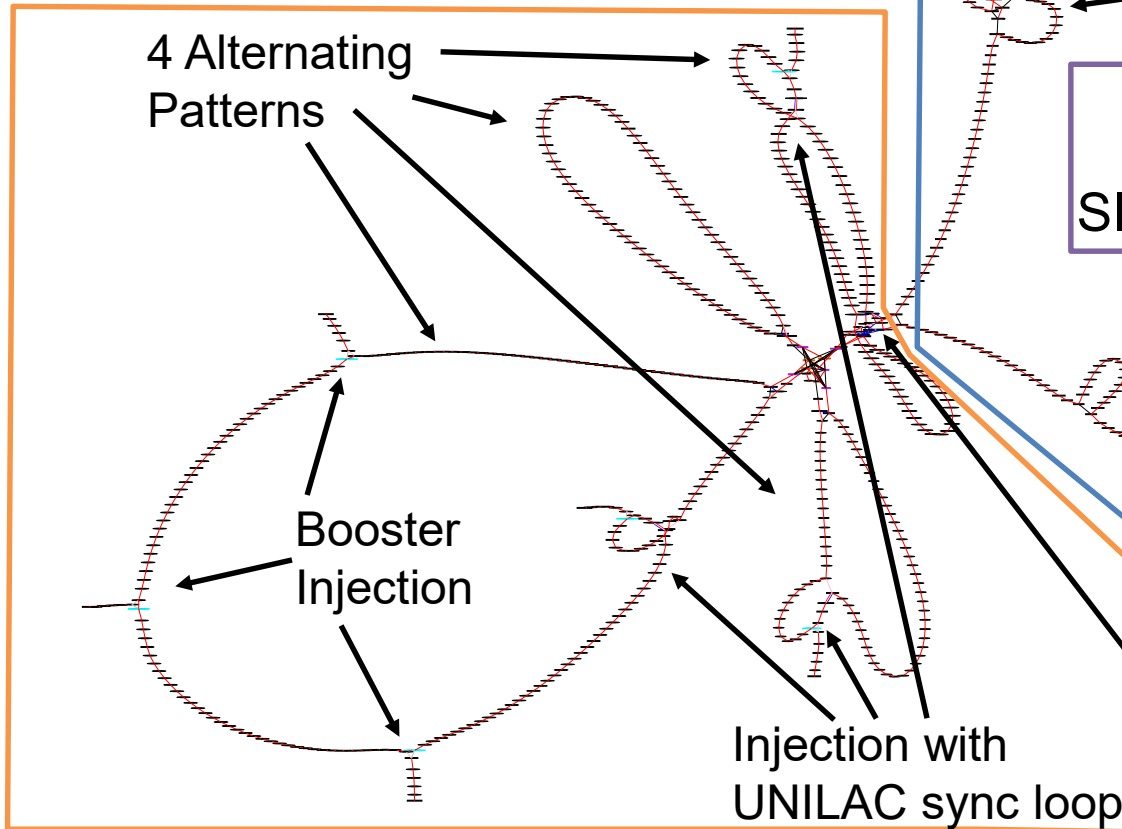 4 Alternating
Patterns
Booster
Injection
Injection with
UNILAC sync loop